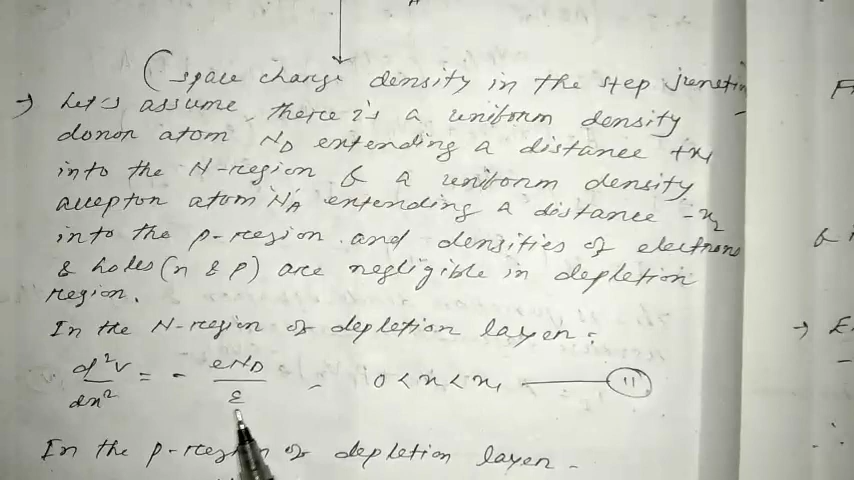 (space charge density in the step junction
→ Let's assume there is a uniform density
donor atom N_D extending a distance +x₁
into the N-region & a uniform density
acceptor atom N_A extending a distance -x₂
into the p-region and densities of electrons
& holes (n & p) are negligible in depletion
region.
In the N-region of depletion layer:
d²V/dx² = - eN_D/ε - 0 < x < x₁ — (11)
In the p-region of depletion layer -